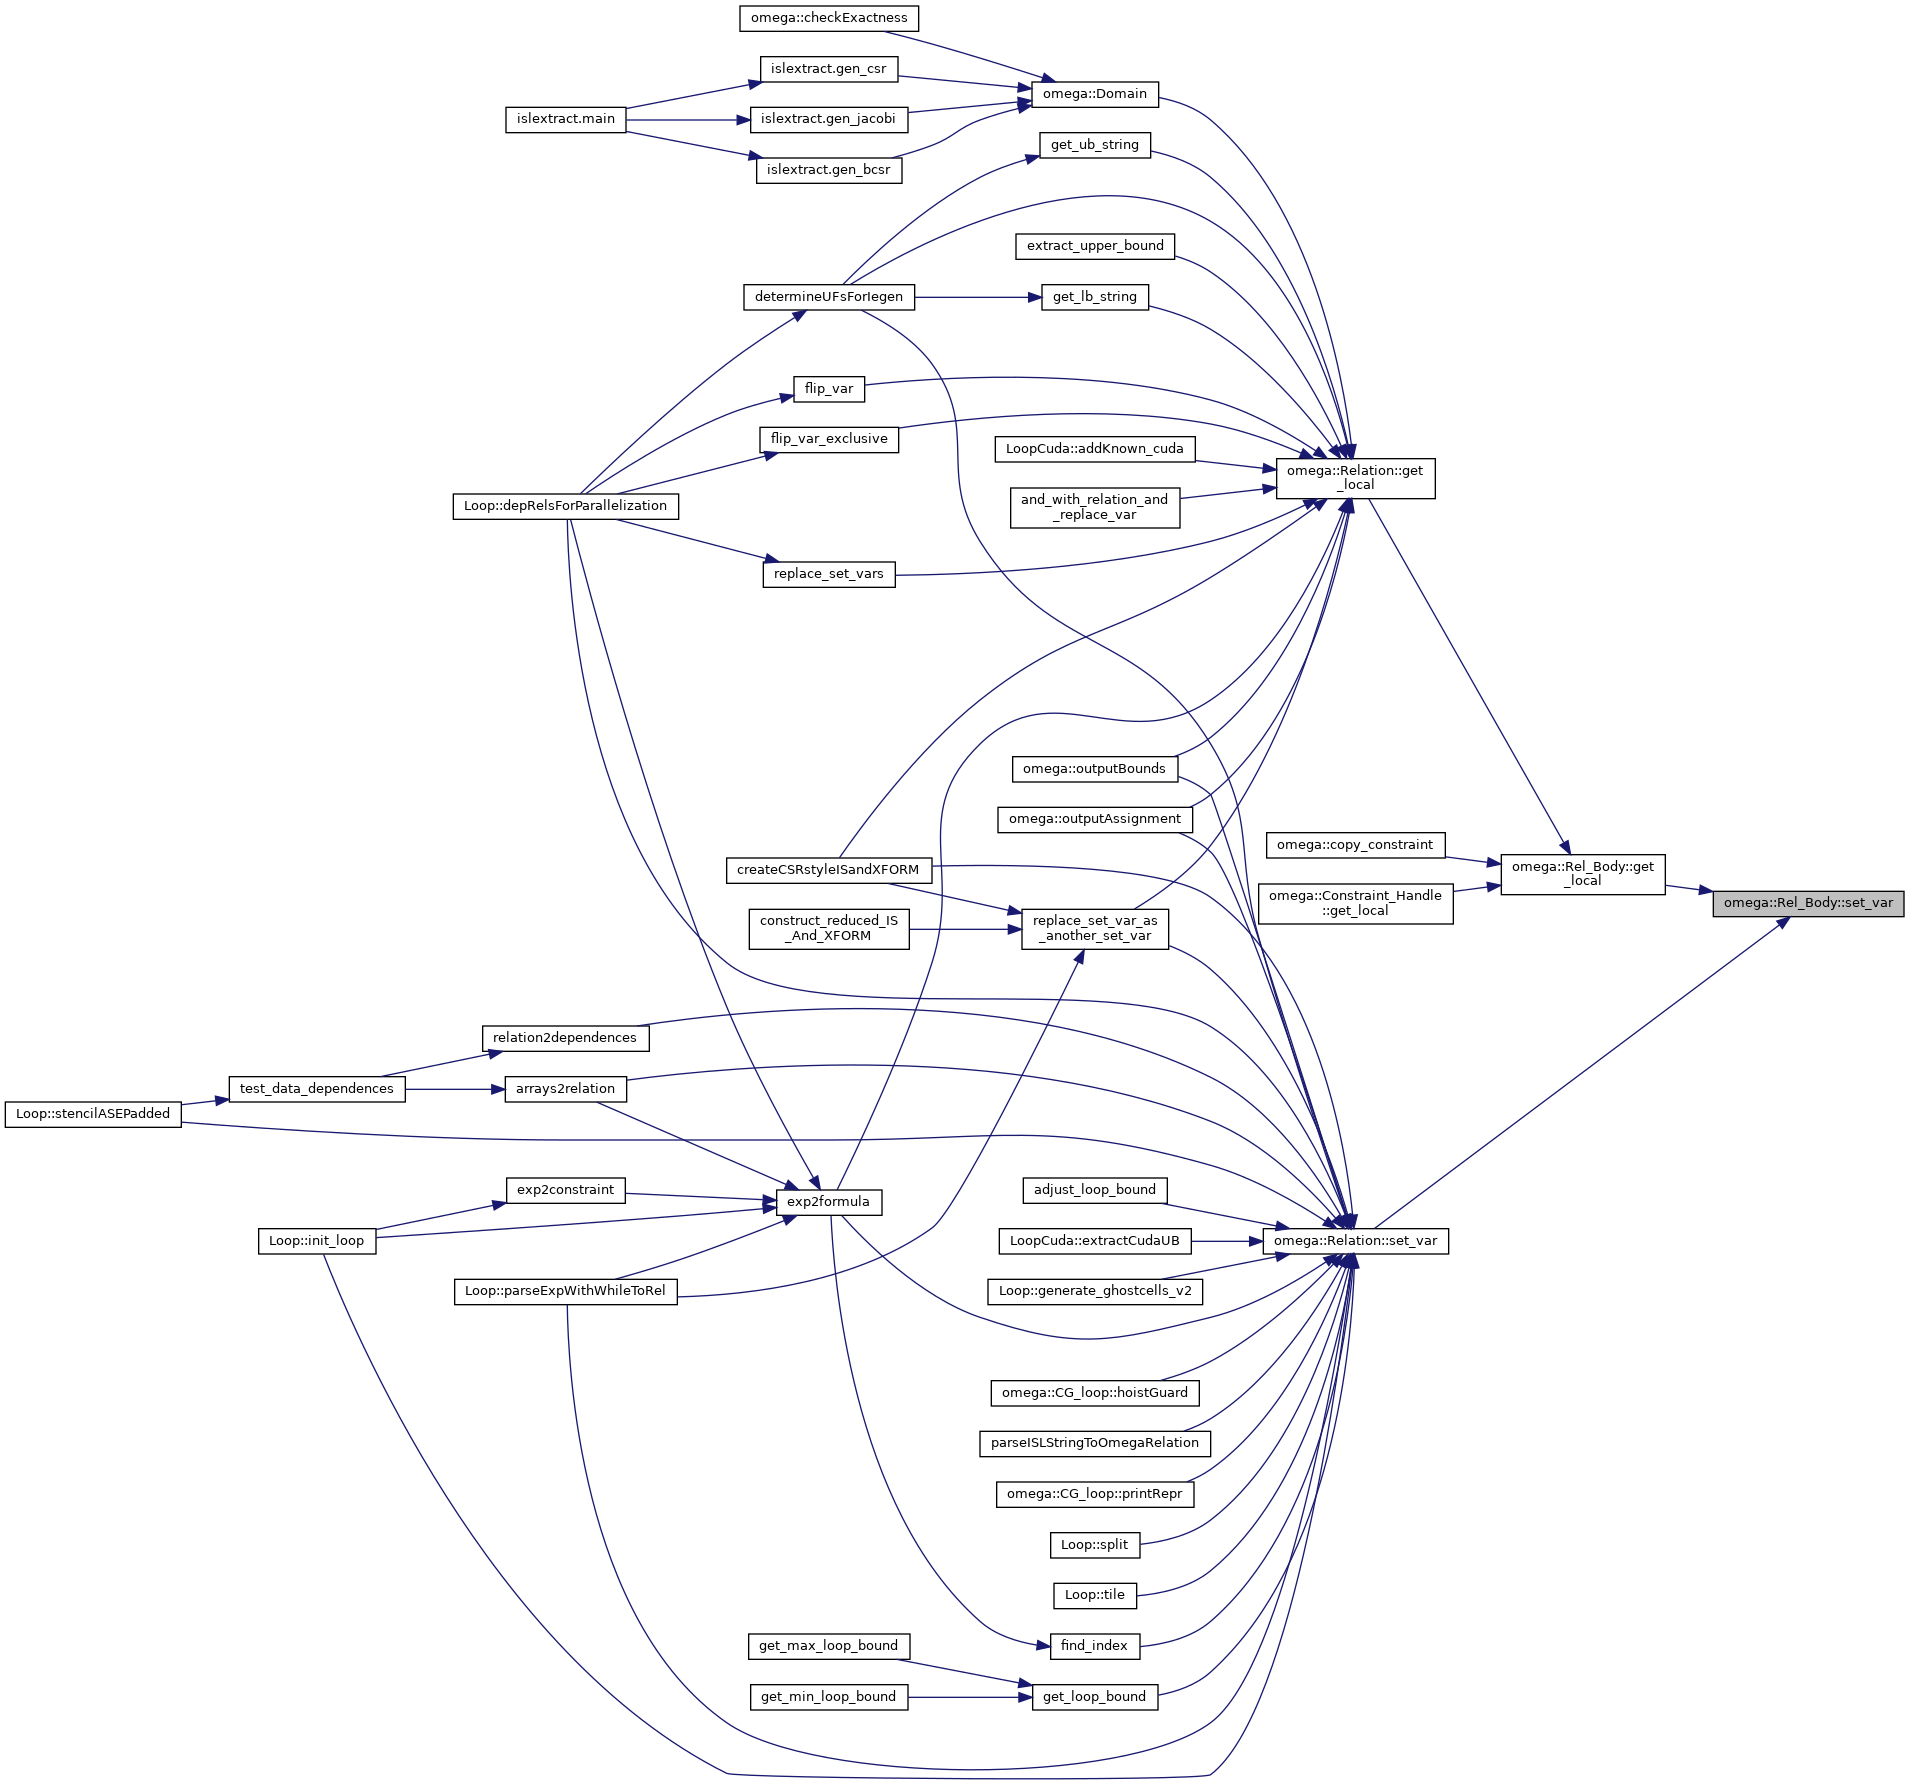 omega::checkExactness
islextract.gen_csr
omega::Domain
islextract.main
islextract.gen_jacobi
get_ub_string
islextract.gen_bcsr
extract_upper_bound
determineUFsForIegen
get_lb_string
flip_var
flip_var_exclusive
LoopCuda::addKnown_cuda
omega::Relation::get
_local
Loop::depRelsForParallelization
and_with_relation_and
_replace_var
replace_set_vars
omega::outputBounds
omega::outputAssignment
omega::copy_constraint
createCSRstyleISandXFORM
omega::Rel_Body::get
_local
omega::Constraint_Handle
::get_local
omega::Rel_Body::set_var
construct_reduced_IS
_And_XFORM
replace_set_var_as
_another_set_var
relation2dependences
test_data_dependences
arrays2relation
Loop::stencilASEPadded
exp2constraint
adjust_loop_bound
exp2formula
Loop::init_loop
LoopCuda::extractCudaUB
omega::Relation::set_var
Loop::parseExpWithWhileToRel
Loop::generate_ghostcells_v2
omega::CG_loop::hoistGuard
parseISLStringToOmegaRelation
omega::CG_loop::printRepr
Loop::split
Loop::tile
get_max_loop_bound
find_index
get_min_loop_bound
get_loop_bound